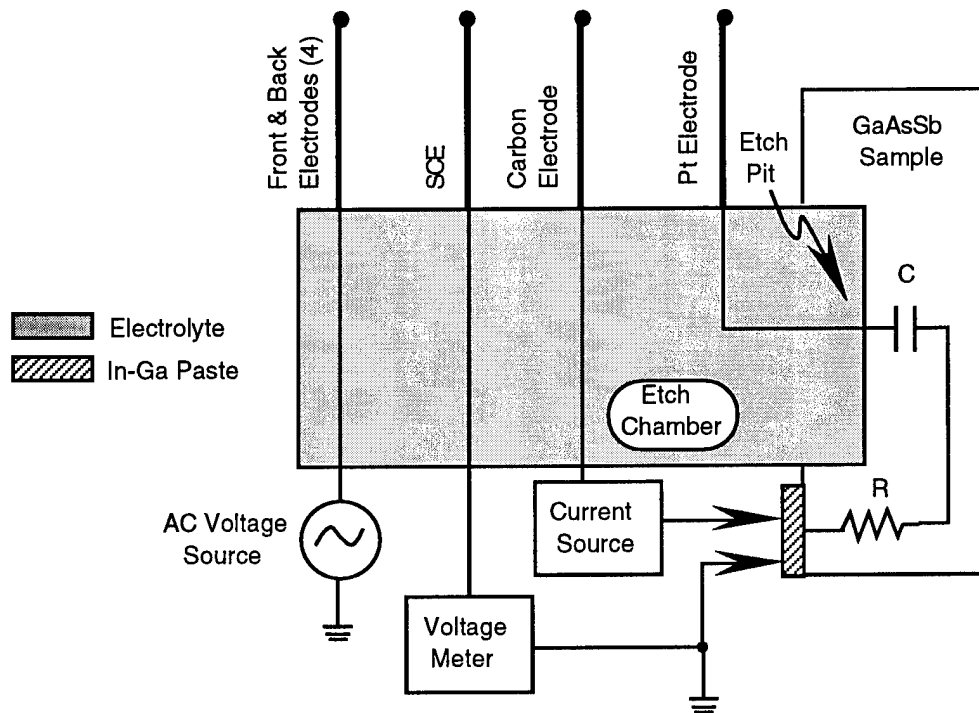 Front & Back
Electrodes (4)
SCE
Carbon
Electrode
Pt Electrode
Etch
Pit
GaAsSb
Sample
C
Electrolyte
In-Ga Paste
Etch
Chamber
R
AC Voltage
Source
Current
Source
Voltage
Meter